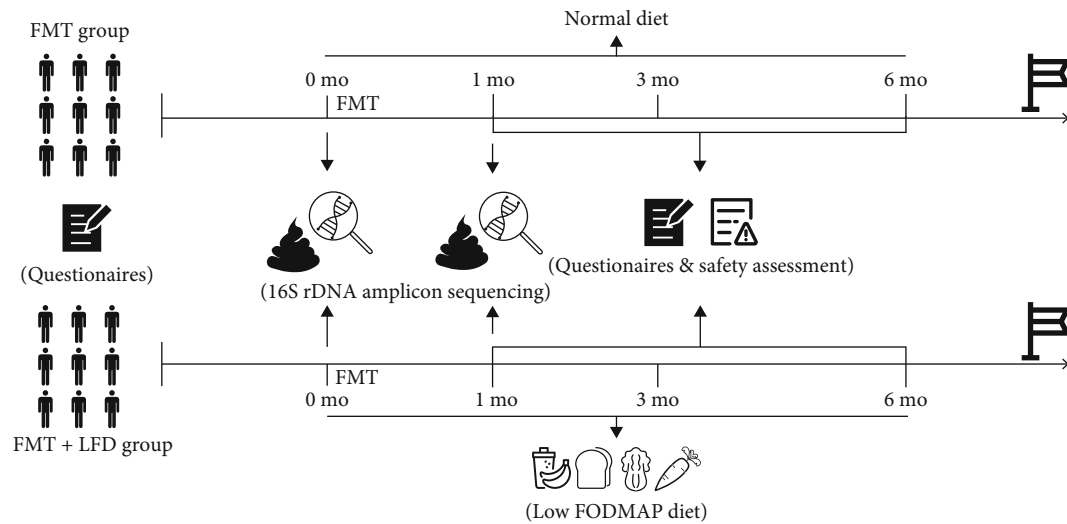 FMT group
Normal diet
0 mo
1 mo
3 mo
6 mo
FMT
(Questionaires)
(16S rDNA amplicon sequencing)
(Questionaires & safety assessment)
FMT
0 mo
1 mo
3 mo
6 mo
FMT + LFD group
(Low FODMAP diet)